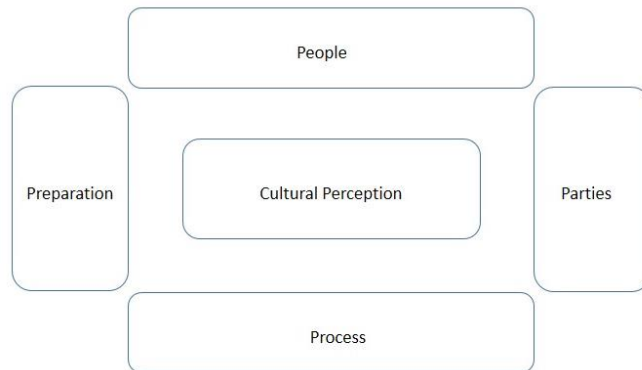 People
Preparation
Cultural Perception
Parties
Process